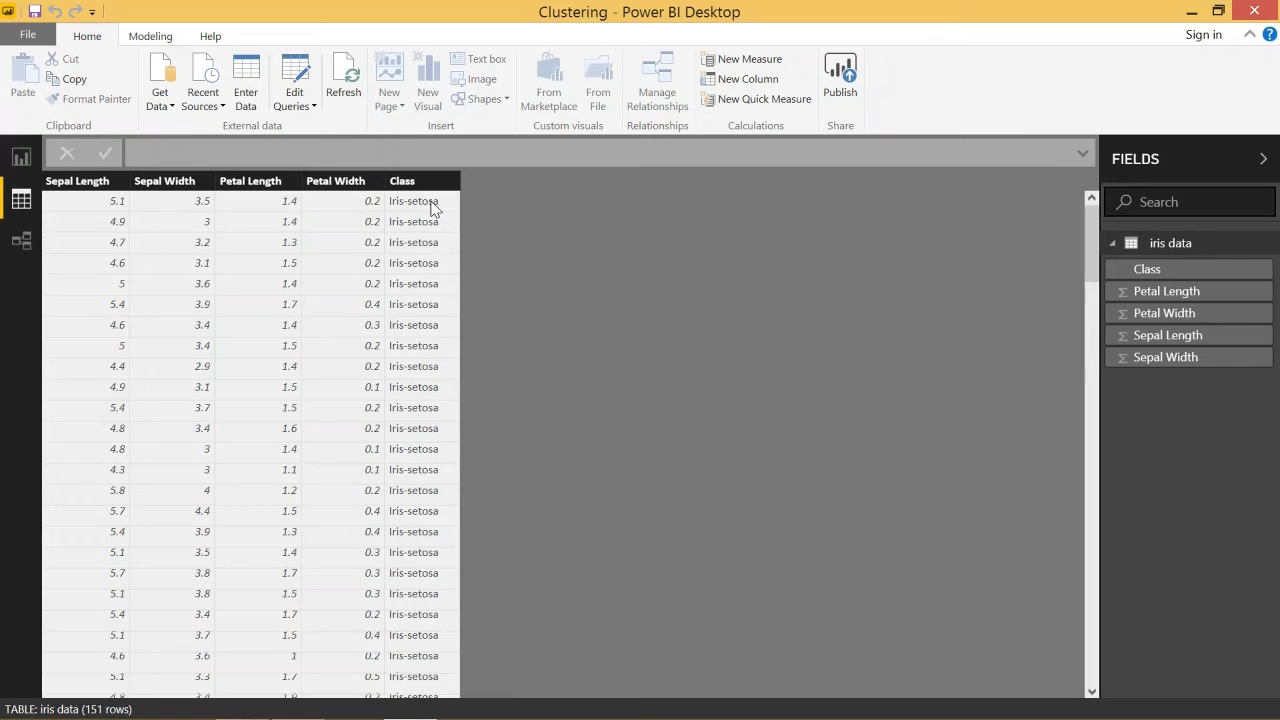 Clustering - Power BI Desktop
File Home Modeling Help Sign in
Paste Cut Copy Format Painter Get Data Recent Sources Enter Data Edit Queries Refresh New Page New Visual Text box Image Shapes From Marketplace From File Manage Relationships New Measure New Column New Quick Measure Publish
Clipboard External data Insert Custom visuals Relationships Calculations Share
FIELDS
Search
iris data
Class
Petal Length
Petal Width
Sepal Length
Sepal Width
Sepal Length Sepal Width Petal Length Petal Width Class
5.1 3.5 1.4 0.2 Iris-setosa
4.9 3 1.4 0.2 Iris-setosa
4.7 3.2 1.3 0.2 Iris-setosa
4.6 3.1 1.5 0.2 Iris-setosa
5 3.6 1.4 0.2 Iris-setosa
5.4 3.9 1.7 0.4 Iris-setosa
4.6 3.4 1.4 0.3 Iris-setosa
5 3.4 1.5 0.2 Iris-setosa
4.4 2.9 1.4 0.2 Iris-setosa
4.9 3.1 1.5 0.1 Iris-setosa
5.4 3.7 1.5 0.2 Iris-setosa
4.8 3.4 1.6 0.2 Iris-setosa
4.8 3 1.4 0.1 Iris-setosa
4.3 3 1.1 0.1 Iris-setosa
5.8 4 1.2 0.2 Iris-setosa
5.7 4.4 1.5 0.4 Iris-setosa
5.4 3.9 1.3 0.4 Iris-setosa
5.1 3.5 1.4 0.3 Iris-setosa
5.7 3.8 1.7 0.3 Iris-setosa
5.1 3.8 1.5 0.3 Iris-setosa
5.4 3.4 1.7 0.2 Iris-setosa
5.1 3.7 1.5 0.4 Iris-setosa
4.6 3.6 1 0.2 Iris-setosa
5.1 3.3 1.7 0.5 Iris-setosa
4.8 3.4 1.9 0.2 Iris-setosa
TABLE: iris data (151 rows)